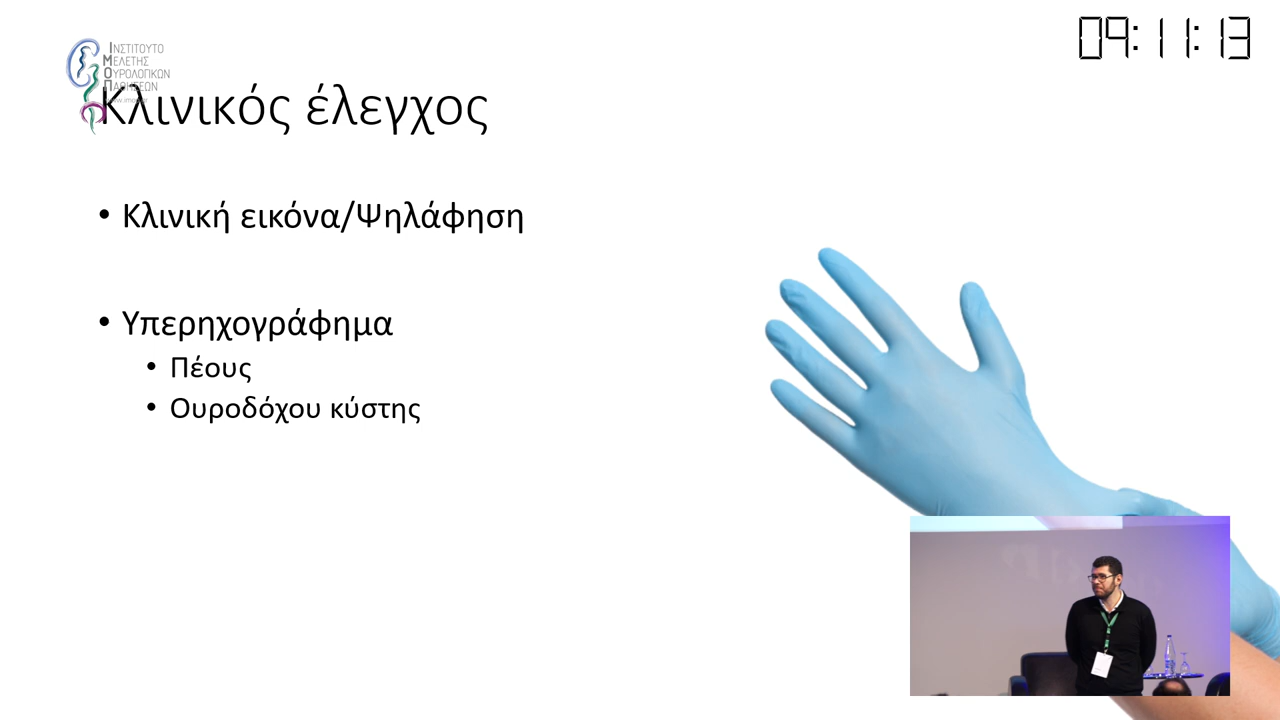 ΙΝΣΤΙΤΟΥΤΟ
ΜΕΛΕΤΗΣ
ΟΥΡΟΛΟΓΙΚΩΝ
ΠΑΘΗΣΕΩΝ
09:11:13
Κλινικός έλεγχος
• Κλινική εικόνα/Ψηλάφηση
• Υπερηχογράφημα
• Πέους
• Ουροδόχου κύστης